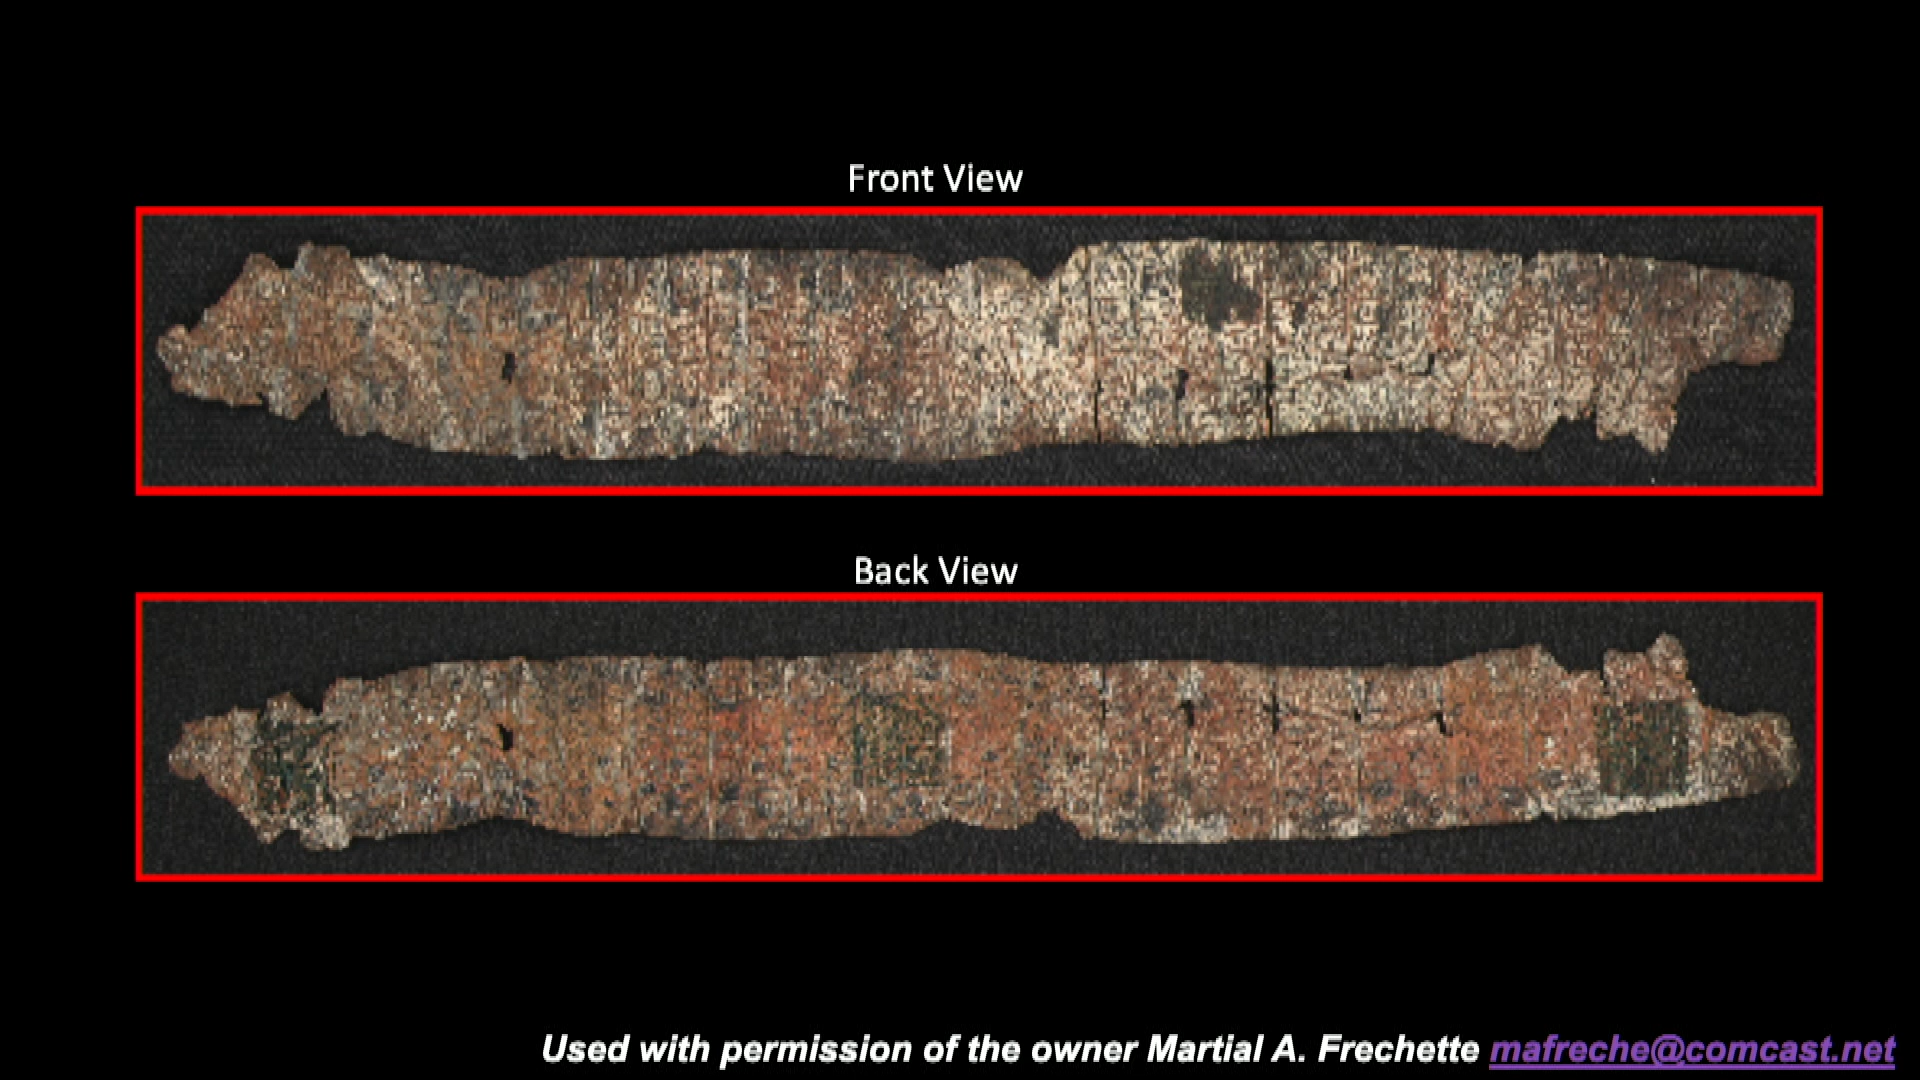 Front View
Back View
Used with permission of the owner Martial A. Frechette mafreche@comcast.net